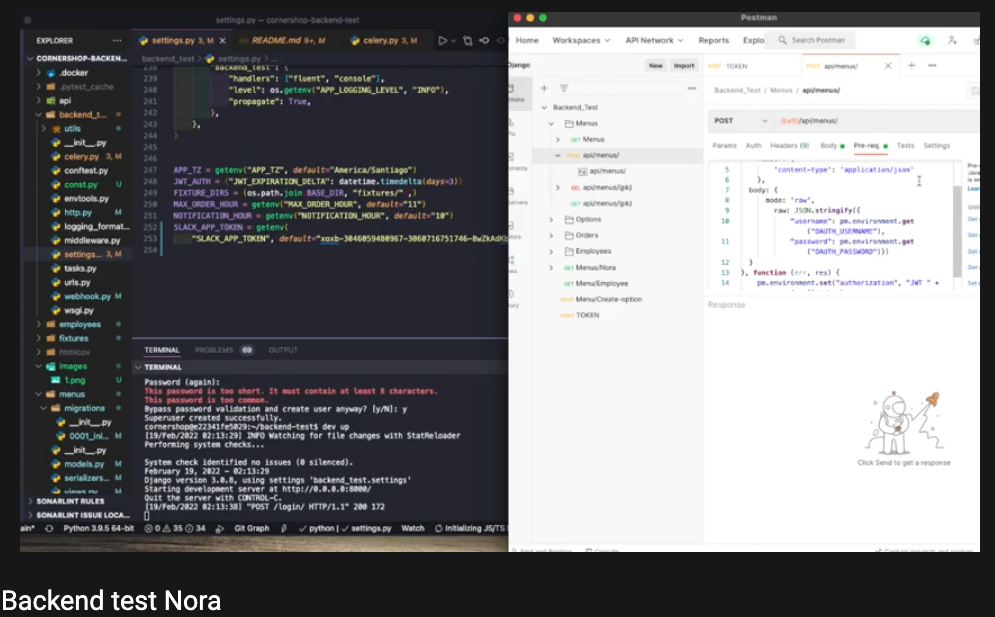 settings.py — cornershop-backend-test
EXPLORER
CORNERSHOP-BACKEN...
.docker
.pytest_cache
api
backend_t...
utils
__init__.py
celery.py 3, M
conftest.py
const.py U
envtools.py
http.py M
logging_format...
middleware.py
settings... 3, M
tasks.py
urls.py
webhook.py M
wsgi.py
employees
fixtures
htmlcov
images
1.png U
menus
migrations
__init__.py
0001_ini... M
__init__.py
models.py M
serializers... M
views.py M
SONARLINT RULES
SONARLINT ISSUE LOCA...
settings.py 3, M
README.md 9+, M
celery.py 3, M
backend_test > settings.py > ...
238 "backend_test": {
239 "handlers": ["fluent", "console"],
240 "level": os.getenv("APP_LOGGING_LEVEL", "INFO"),
241 "propagate": True,
242 },
243 },
244 }
245
246
247 APP_TZ = getenv("APP_TZ", default="America/Santiago")
248 JWT_AUTH = {"JWT_EXPIRATION_DELTA": datetime.timedelta(days=3)}
249 FIXTURE_DIRS = (os.path.join BASE_DIR, "fixtures/" ,)
250 MAX_ORDER_HOUR = getenv("MAX_ORDER_HOUR", default="11")
251 NOTIFICATION_HOUR = getenv("NOTIFICATION_HOUR", default="10")
252 SLACK_APP_TOKEN = getenv(
253 "SLACK_APP_TOKEN", default=
254
TERMINAL PROBLEMS 69 OUTPUT
TERMINAL
Password (again):
This password is too short. It must contain at least 8 characters.
This password is too common.
Bypass password validation and create user anyway? [y/N]: y
Superuser created successfully.
cornershop@e22341fe5029:~/backend-test$ dev up
[19/Feb/2022 02:13:29] INFO Watching for file changes with StatReloader
Performing system checks...
System check identified no issues (0 silenced).
February 19, 2022 - 02:13:29
Django version 3.0.8, using settings 'backend_test.settings'
Starting development server at http://0.0.0.0:8000/
Quit the server with CONTROL-C.
[19/Feb/2022 02:13:38] "POST /login/ HTTP/1.1" 200 172
ain* Python 3.9.5 64-bit 0 35 34 Git Graph python | settings.py Watch Initializing JS/TS
Postman
Home Workspaces API Network Reports Explo Search Postman
Django New Import
Backend_Test
Menus
GET Menus
POST api/menus/
api/menus/
DEL api/menus/{pk}
GET api/menus/{pk}
Options
Orders
Employees
GET Menus/Nora
GET Menu/Employee
POST Menu/Create-option
POST TOKEN
POST TOKEN
POST api/menus/
Backend_Test / Menus / api/menus/
POST {{url}}/api/menus/
Params Auth Headers (9) Body Pre-req. Tests Settings
5 'content-type': 'application/json'
6 },
7 body: {
8 mode: 'raw',
9 raw: JSON.stringify({
10 "username": pm.environment.get
("OAUTH_USERNAME"),
11 "password": pm.environment.get
("OAUTH_PASSWORD")})
12 }
13 }, function (err, res) {
14 pm.environment.set("authorization", "JWT " +
Response
Click Send to get a response
Find and Replace Console
Capture requests and cookies
Backend test Nora